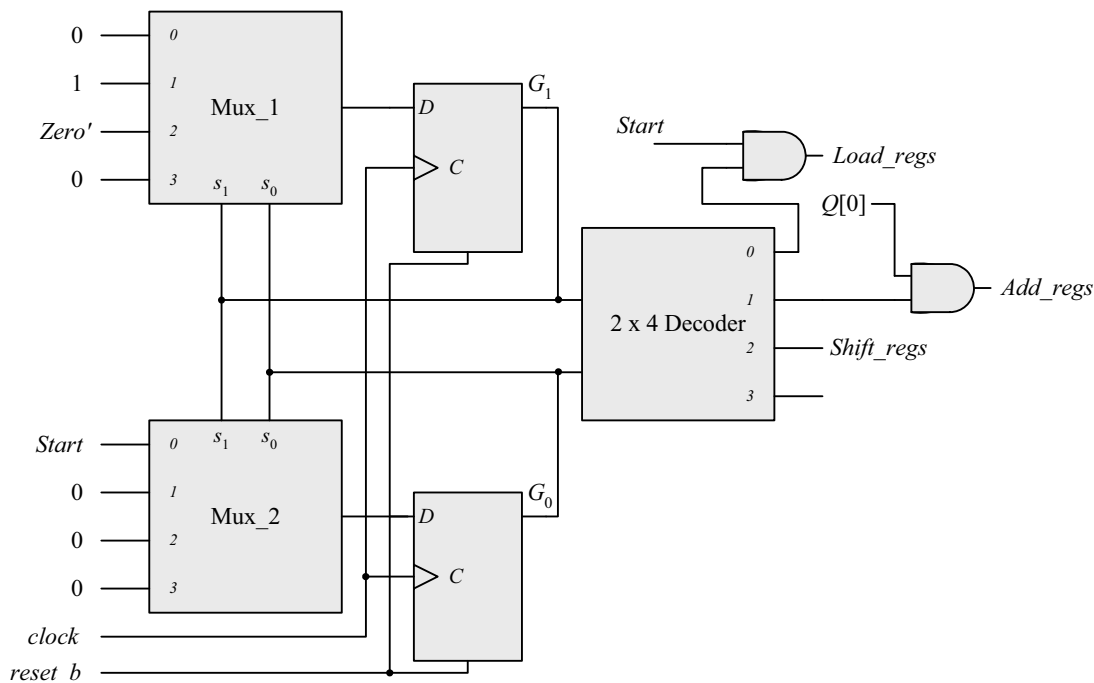 0
0
1
1
Mux_1
Zero'
2
0
3
s1
s0
D
G1
C
Start
Load_regs
Q[0]
0
Add_regs
1
2 x 4 Decoder
2
Shift_regs
3
Start
0
s1
s0
0
1
Mux_2
0
2
0
3
D
G0
C
clock
reset b